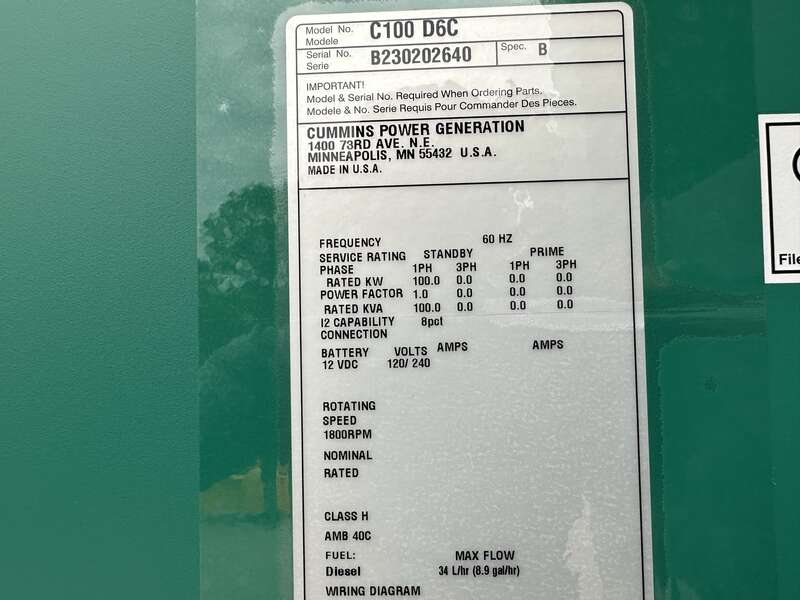 Model No. C100 D6C
Modele
Serial No. B230202640 Spec. B
Serie
IMPORTANT!
Model & Serial No. Required When Ordering Parts.
Modele & No. Serie Requis Pour Commander Des Pieces.
CUMMINS POWER GENERATION
1400 73RD AVE. N.E.
MINNEAPOLIS, MN 55432 U.S.A.
MADE IN U.S.A.
FREQUENCY 60 HZ
SERVICE RATING STANDBY PRIME
PHASE 1PH 3PH 1PH 3PH
RATED KW 100.0 0.0 0.0 0.0
POWER FACTOR 1.0 0.0 0.0 0.0
RATED KVA 100.0 0.0 0.0 0.0
I2 CAPABILITY 8pct
CONNECTION
BATTERY VOLTS AMPS AMPS
12 VDC 120/ 240
ROTATING
SPEED
1800RPM
NOMINAL
RATED
CLASS H
AMB 40C
FUEL: MAX FLOW
Diesel 34 L/hr (8.9 gal/hr)
WIRING DIAGRAM
File